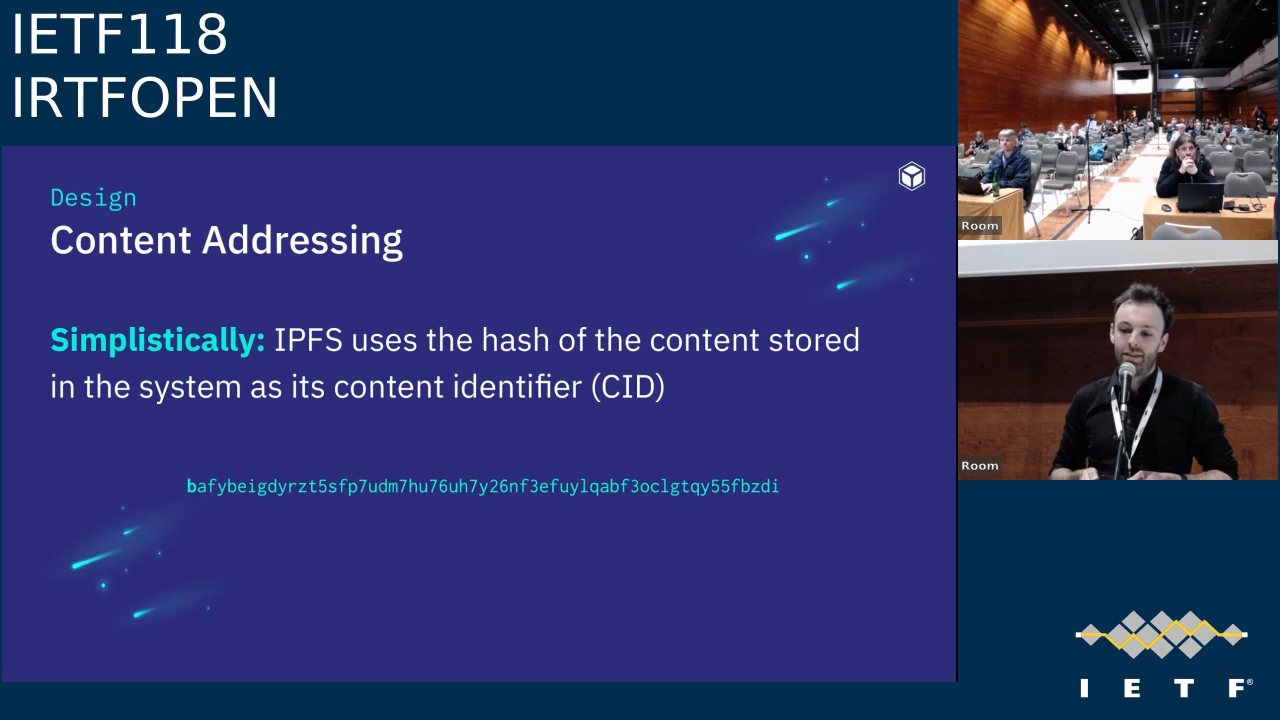 IETF118
IRTFOPEN
Design
Content Addressing
Simplistically: IPFS uses the hash of the content stored
in the system as its content identifier (CID)
bafybeigdyrzt5sfp7udm7hu76uh7y26nf3efuylqabf3oclgtqy55fbzdi
Room
Room
I E T F®